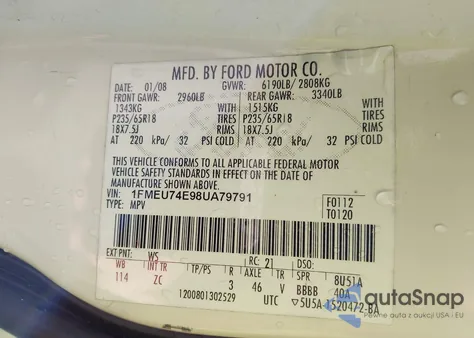 MFD. BY FORD MOTOR CO.
DATE: 01/08 GVWR: 6190LB/ 2808KG
FRONT GAWR: 2960LB REAR GAWR: 3340LB
1343KG WITH 1515KG WITH
P235/65R18 TIRES P235/65R18 TIRES
18X7.5J RIMS 18X7.5J RIMS
AT 220 kPa/ 32 PSI COLD AT 220 kPa/ 32 PSI COLD
THIS VEHICLE CONFORMS TO ALL APPLICABLE FEDERAL MOTOR
VEHICLE SAFETY STANDARDS IN EFFECT ON THE DATE OF
MANUFACTURE SHOWN ABOVE.
VIN: 1FMEU74E98UA79791 F0112
TYPE: MPV T0120
EXT PNT: WS RC: 21 DSO:
WB INT TR TP/PS R AXLE TR SPR 8U51A
114 ZC 3 46 V BBBB 40A
1200801302529 UTC 5U5A-1520472-BA
autaSnap